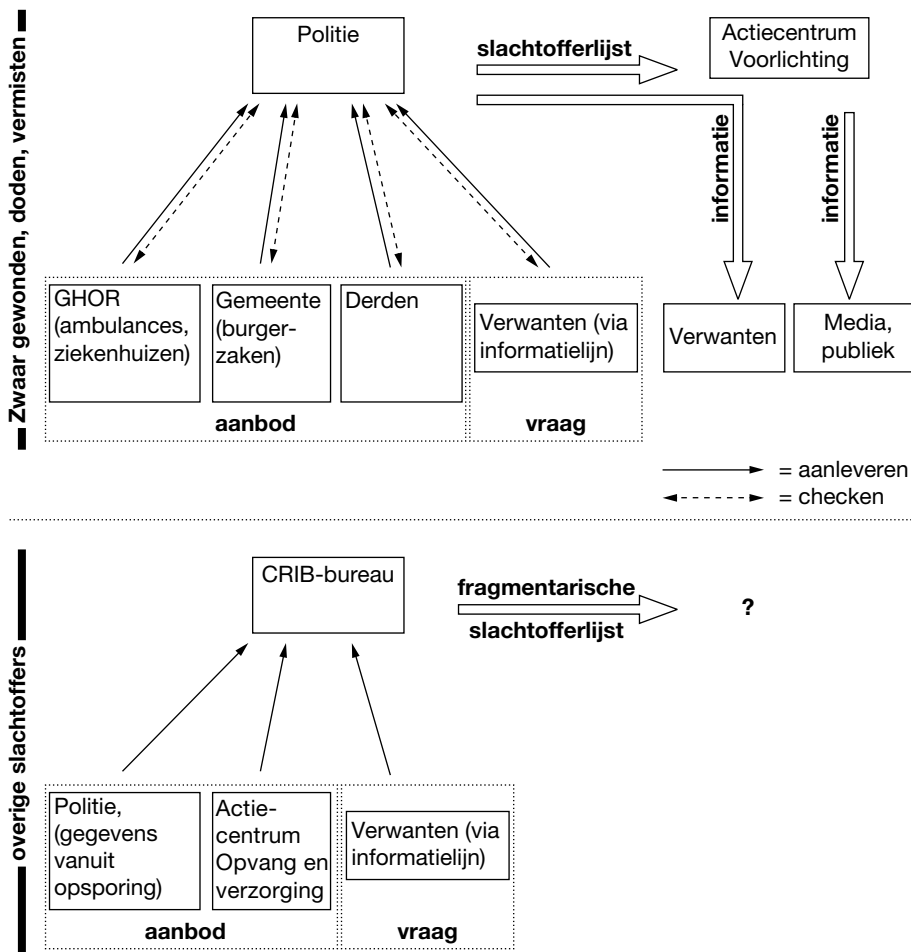 Zwaar gewonden, doden, vermisten
Politie
slachtofferlijst
Actiecentrum
Voorlichting
informatie
informatie
GHOR
(ambulances,
ziekenhuizen)
Gemeente
(burger-
zaken)
Derden
Verwanten (via
informatielijn)
Verwanten
Media,
publiek
aanbod
vraag
= aanleveren
= checken
overige slachtoffers
CRIB-bureau
fragmentarische
slachtofferlijst
?
Politie,
(gegevens
vanuit
opsporing)
Actie-
centrum
Opvang en
verzorging
Verwanten (via
informatielijn)
aanbod
vraag